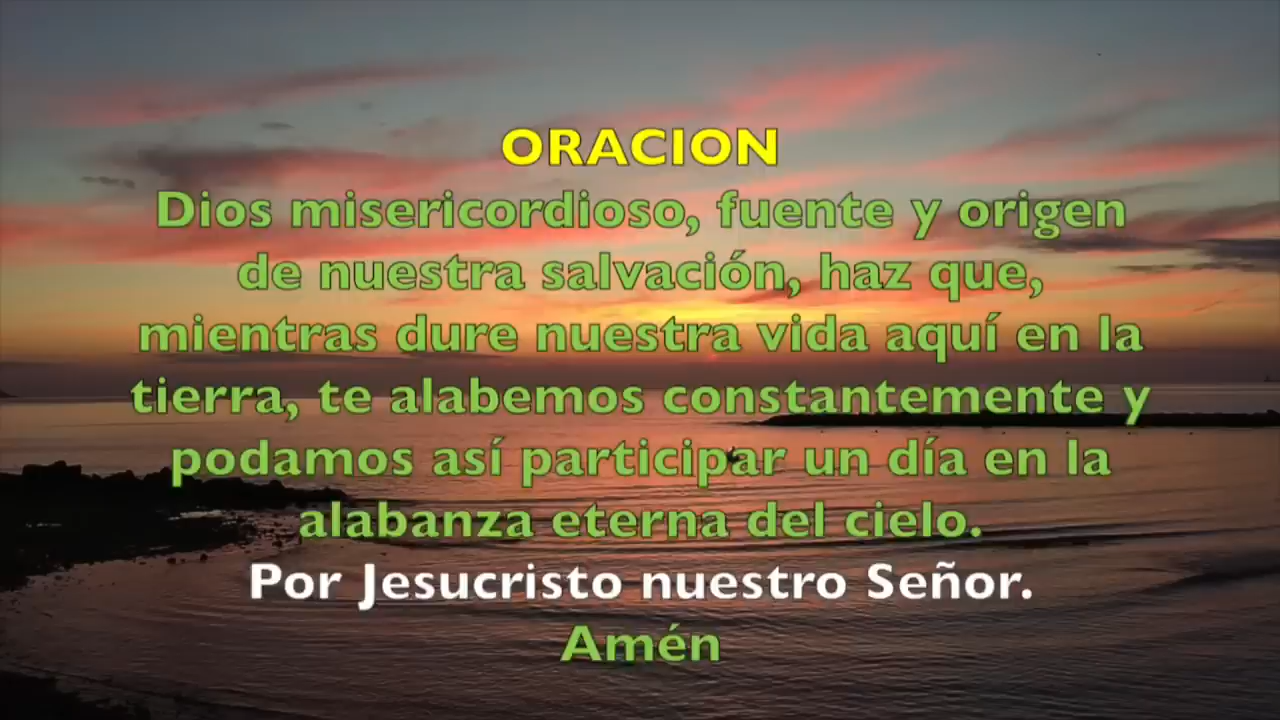 ORACION
Dios misericordioso, fuente y origen
de nuestra salvación, haz que,
mientras dure nuestra vida aquí en la
tierra, te alabemos constantemente y
podamos así participar un día en la
alabanza eterna del cielo.
Por Jesucristo nuestro Señor.
Amén